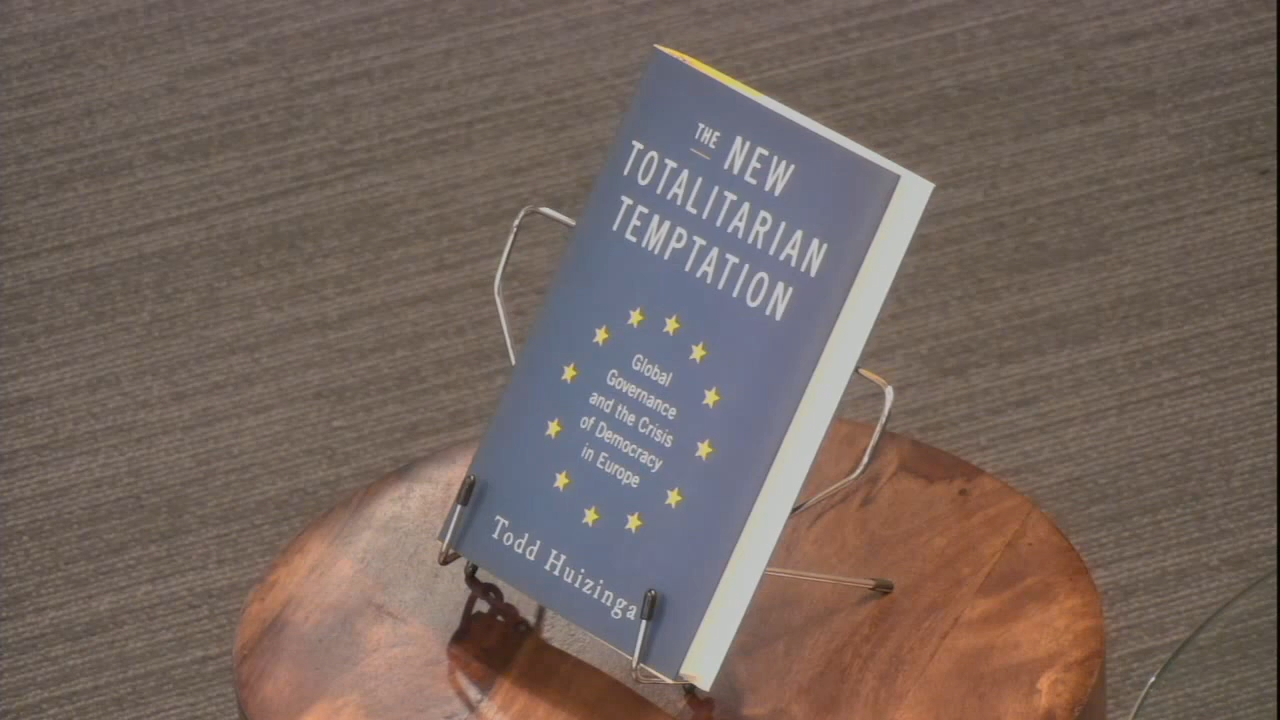 THE NEW
TOTALITARIAN
TEMPTATION
Global
Governance
and the Crisis
of Democracy
in Europe
Todd Huizinga